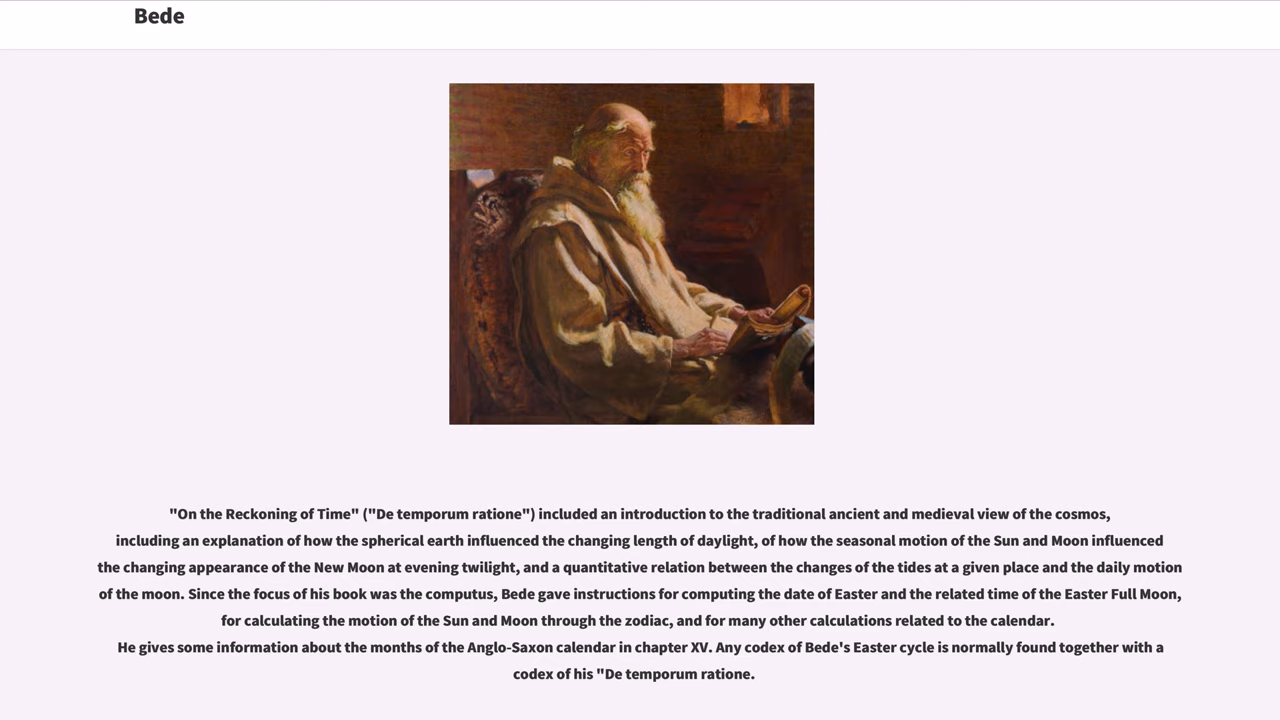 Bede
"On the Reckoning of Time" ("De temporum ratione") included an introduction to the traditional ancient and medieval view of the cosmos,
including an explanation of how the spherical earth influenced the changing length of daylight, of how the seasonal motion of the Sun and Moon influenced
the changing appearance of the New Moon at evening twilight, and a quantitative relation between the changes of the tides at a given place and the daily motion
of the moon. Since the focus of his book was the computus, Bede gave instructions for computing the date of Easter and the related time of the Easter Full Moon,
for calculating the motion of the Sun and Moon through the zodiac, and for many other calculations related to the calendar.
He gives some information about the months of the Anglo-Saxon calendar in chapter XV. Any codex of Bede's Easter cycle is normally found together with a
codex of his "De temporum ratione.